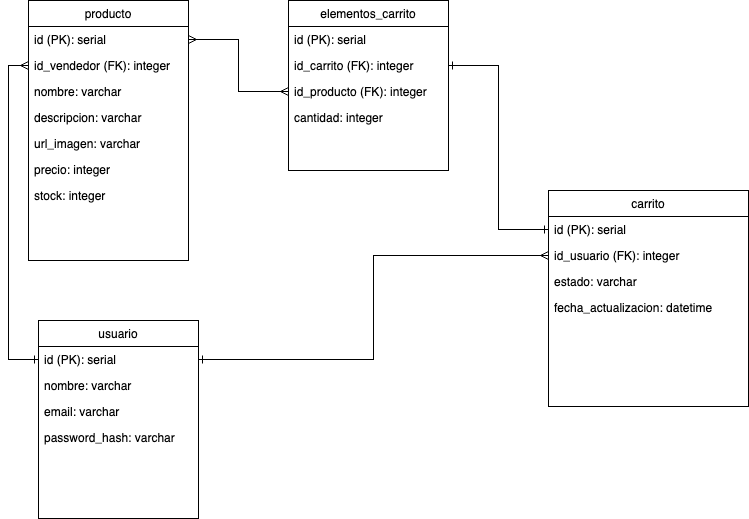 producto
id (PK): serial
id_vendedor (FK): integer
nombre: varchar
descripcion: varchar
url_imagen: varchar
precio: integer
stock: integer
elementos_carrito
id (PK): serial
id_carrito (FK): integer
id_producto (FK): integer
cantidad: integer
carrito
id (PK): serial
id_usuario (FK): integer
estado: varchar
fecha_actualizacion: datetime
usuario
id (PK): serial
nombre: varchar
email: varchar
password_hash: varchar